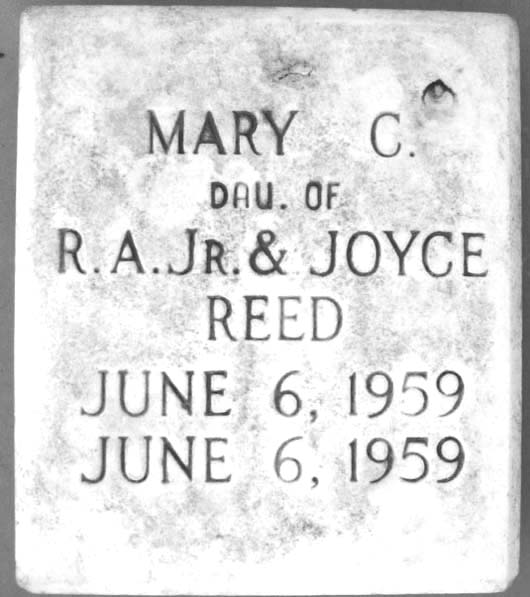 MARY C.
DAU. OF
R.A.JR.& JOYCE
REED
JUNE 6, 1959
JUNE 6, 1959